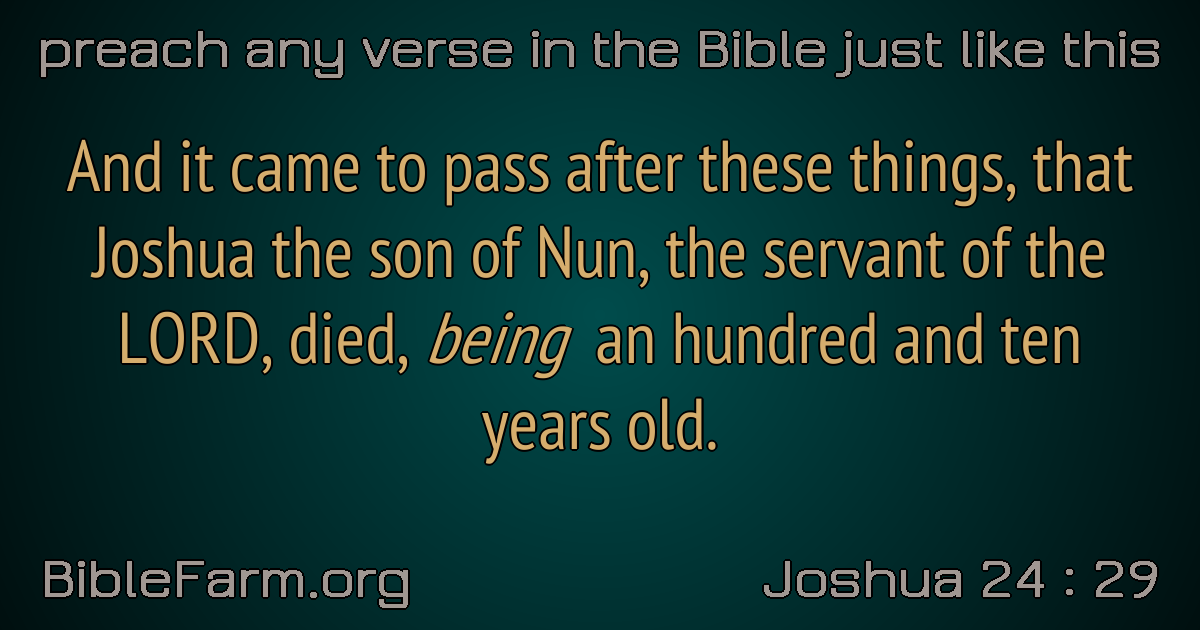 preach any verse in the Bible just like this
And it came to pass after these things, that
Joshua the son of Nun, the servant of the
LORD, died, being an hundred and ten
years old.
BibleFarm.org
Joshua 24 : 29